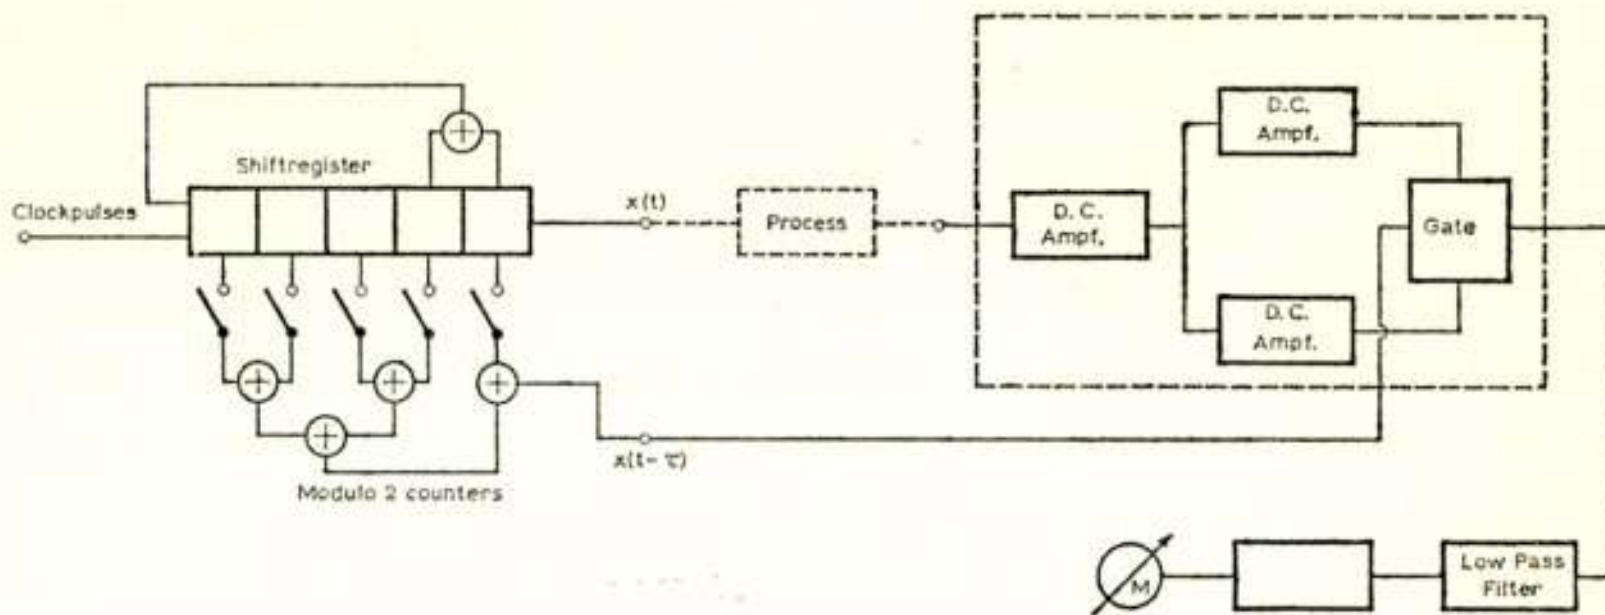 Shiftregister
Clockpulses
x(t)
Process
D. C.
Ampf.
D.C.
Ampf.
D.C.
Ampf.
Gate
x(t-τ)
Modulo 2 counters
M
Low Pass
Filter